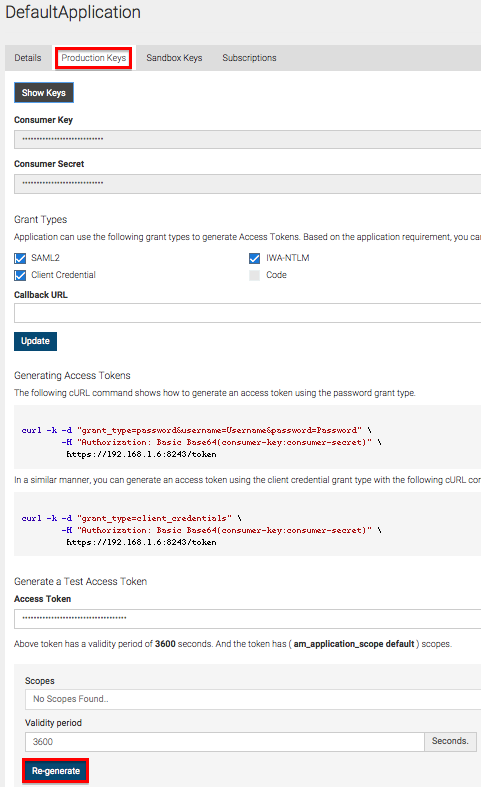 DefaultApplication
Details Production Keys Sandbox Keys Subscriptions
Show Keys
Consumer Key
Consumer Secret
Grant Types
Application can use the following grant types to generate Access Tokens. Based on the application requirement, you can
SAML2 IWA-NTLM
Client Credential Code
Callback URL
Update
Generating Access Tokens
The following cURL command shows how to generate an access token using the password grant type.
curl -k -d "grant_type=password&username=Username&password=Password" \
-H "Authorization: Basic Base64(consumer-key:consumer-secret)" \
https://192.168.1.6:8243/token
In a similar manner, you can generate an access token using the client credential grant type with the following cURL
curl -k -d "grant_type=client_credentials" \
-H "Authorization: Basic Base64(consumer-key:consumer-secret)" \
https://192.168.1.6:8243/token
Generate a Test Access Token
Access Token
Above token has a validity period of 3600 seconds. And the token has ( am_application_scope default ) scopes.
Scopes
No Scopes Found..
Validity period
3600 Seconds.
Re-generate